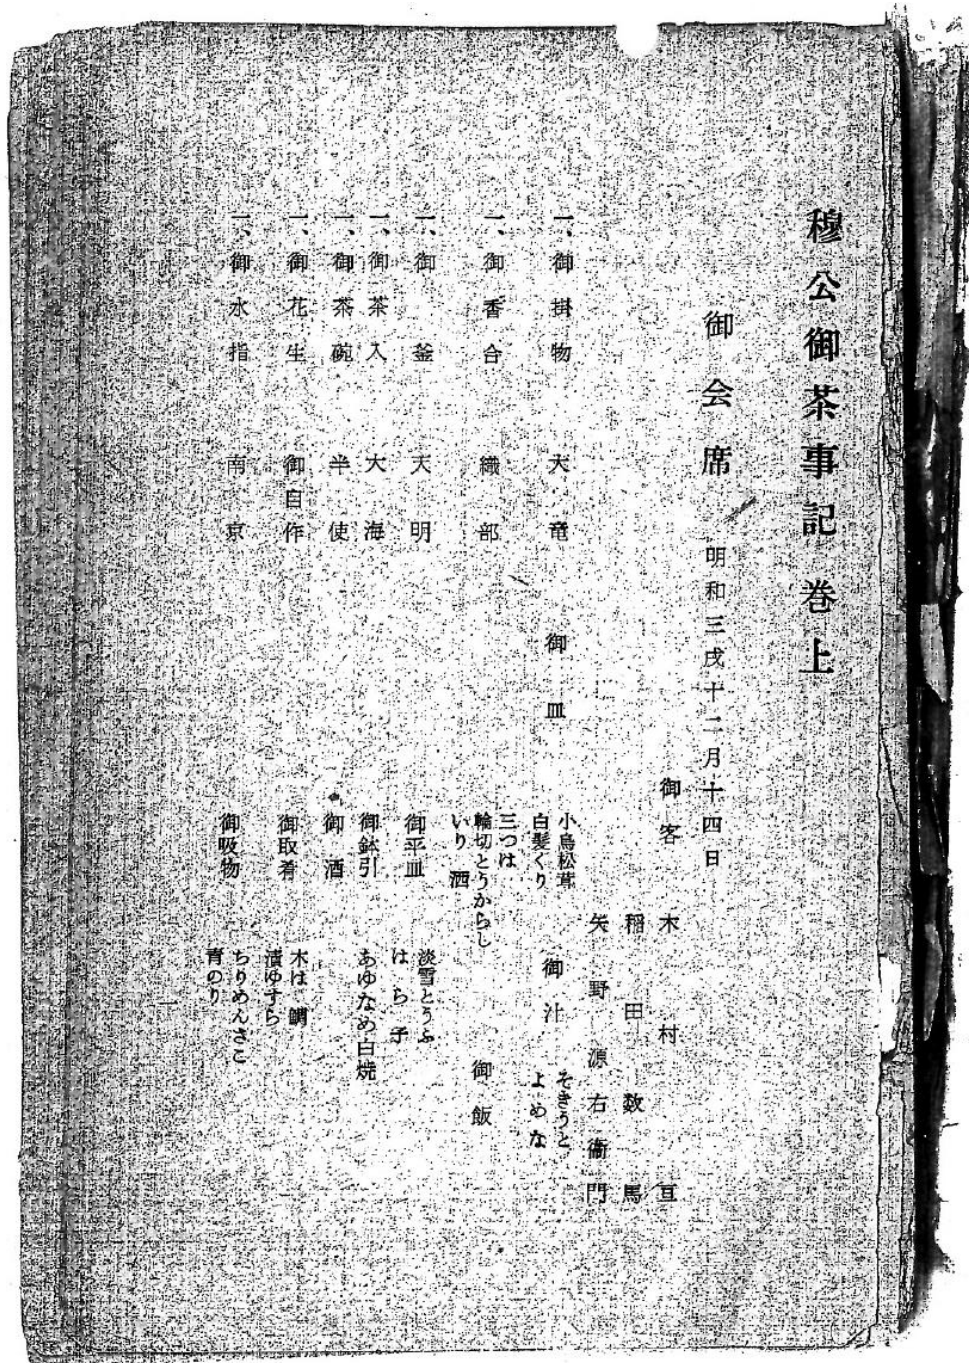 穆公御茶事記巻上
御会席 明和三戌十二月十四日
御客 木村亘
稲田数馬
矢野源右衛門
一、御掛物 大竜
御皿 小鳥松茸
白髪くり
三つは
輪切とうからし
いり酒
御汁 そきうと
よめな
御飯
一、御香合 織部
一、御釜 天明
御平皿 淡雪とうふ
はら子
一、御茶入 大海
御鉢引 あゆなめ白焼
一、御茶碗 半使
御酒
一、御花生 御自作
御取肴 木は鯛
漬ゆすら
一、御水指 南京
御吸物 ちりめんさこ
青のり